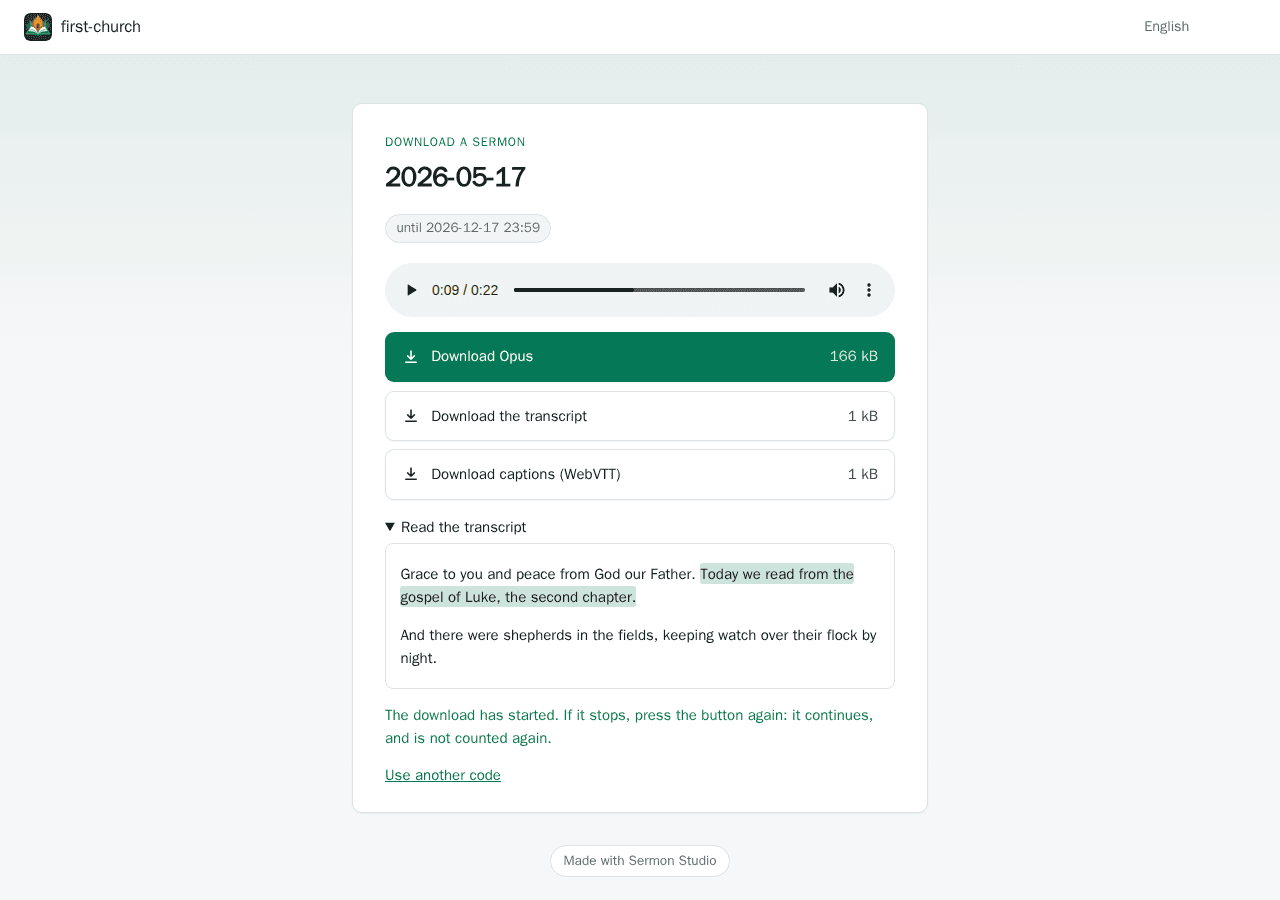 first-church
English
DOWNLOAD A SERMON
2026-05-17
until 2026-12-17 23:59
0:09 / 0:22
Download Opus 166 kB
Download the transcript 1 kB
Download captions (WebVTT) 1 kB
Read the transcript
Grace to you and peace from God our Father. Today we read from the
gospel of Luke, the second chapter.
And there were shepherds in the fields, keeping watch over their flock by
night.
The download has started. If it stops, press the button again: it continues,
and is not counted again.
Use another code
Made with Sermon Studio